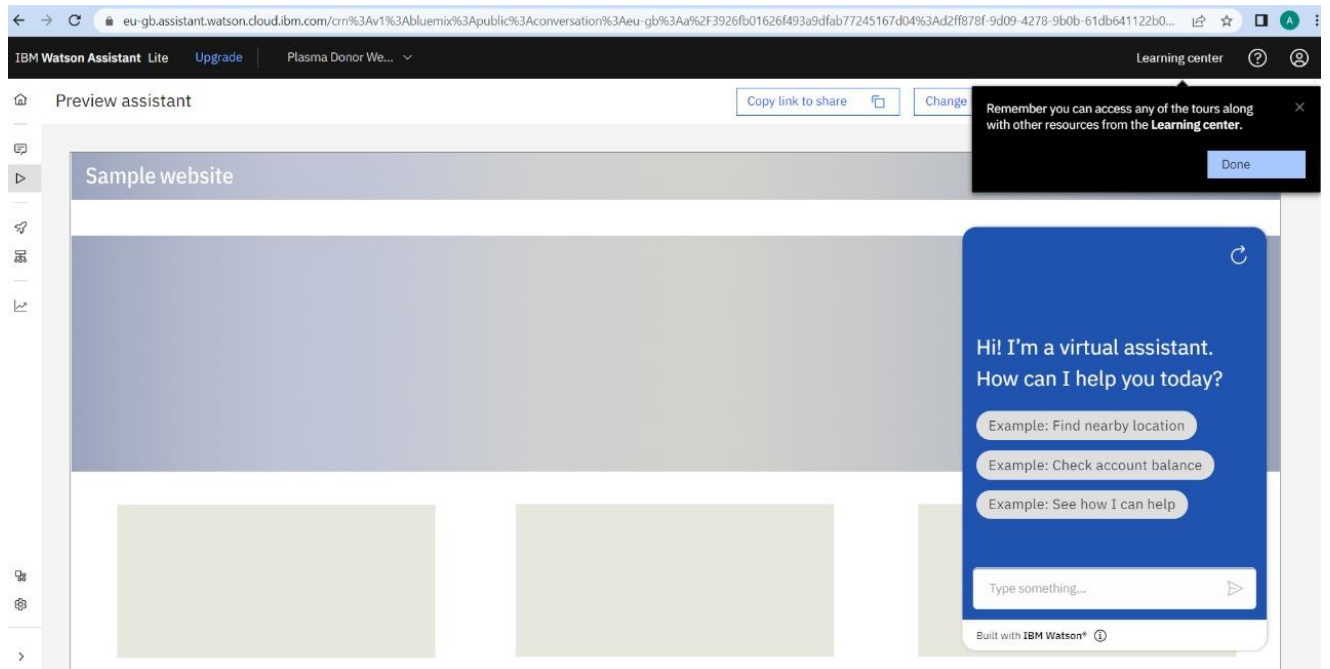 eu-gb.assistant.watson.cloud.ibm.com/crn%3Av1%3Abluemix%3Apublic%3Aconversation%3Aeu-gb%3Aa%2F3926fb01626f493a9dfab77245167d04%3Ad2ff878f-9d09-4278-9b0b-61db641122b0...
A
IBM Watson Assistant Lite Upgrade Plasma Donor We... Learning center
Preview assistant
Copy link to share
Change
Remember you can access any of the tours along
with other resources from the Learning center.
Done
Sample website
Hi! I'm a virtual assistant.
How can I help you today?
Example: Find nearby location
Example: Check account balance
Example: See how I can help
Type something...
Built with IBM Watson®